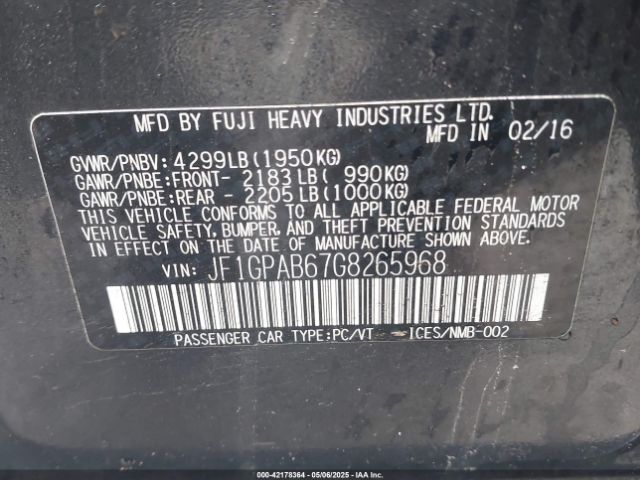 MFD BY FUJI HEAVY INDUSTRIES LTD.
MFD IN 02/16
GVWR/PNBV: 4299LB(1950KG)
GAWR/PNBE:FRONT- 2183LB( 990KG)
GAWR/PNBE:REAR - 2205LB(1000KG)
THIS VEHICLE CONFORMS TO ALL APPLICABLE FEDERAL MOTOR
VEHICLE SAFETY, BUMPER, AND THEFT PREVENTION STANDARDS
IN EFFECT ON THE DATE OF MANUFACTURE SHOWN ABOVE.
VIN: JF1GPAB67G8265968
PASSENGER CAR TYPE:PC/VT ICES/NMB-002
000-42178364 - 05/06/2025 - IAA Inc.